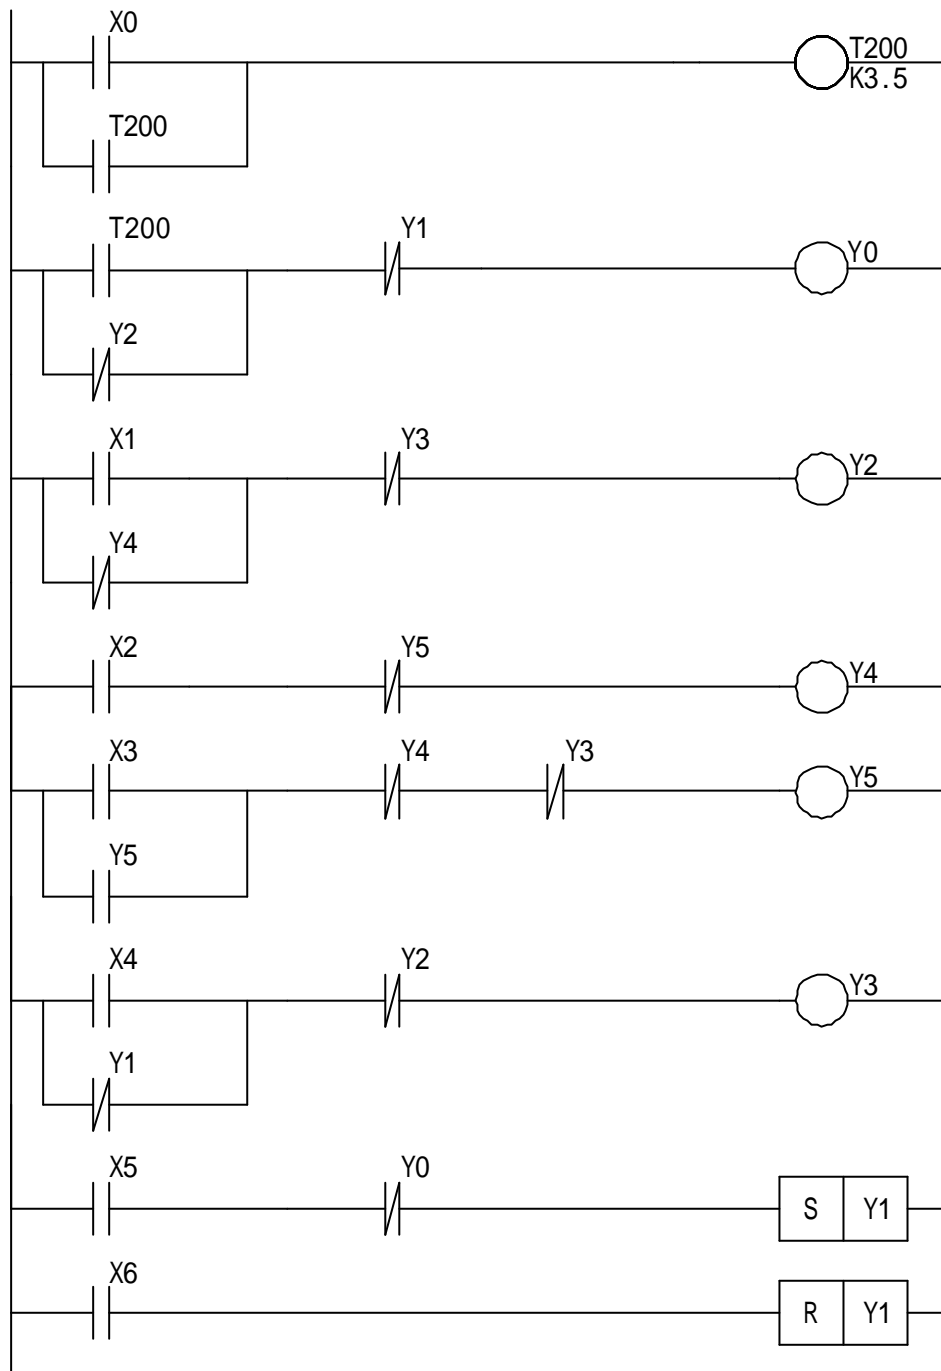 X0
T200
K3.5
T200
T200 Y1 Y0
Y2
X1 Y3 Y2
Y4
X2 Y5 Y4
X3 Y4 Y3 Y5
Y5
X4 Y2 Y3
Y1
X5 Y0
S Y1
X6
R Y1